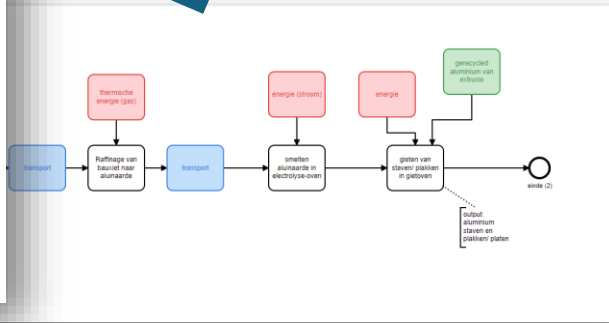 gerecycled
aluminium van
extrusie
thermische
energie (gas)
energie (stroom)
energie
transport
Raffinage van
bauxiet naar
aluinaarde
transport
smelten
aluinaarde in
electrolyse-oven
gieten van
staven/ plakken
in gietoven
einde (2)
output:
aluminium
staven en
plakken/ platen